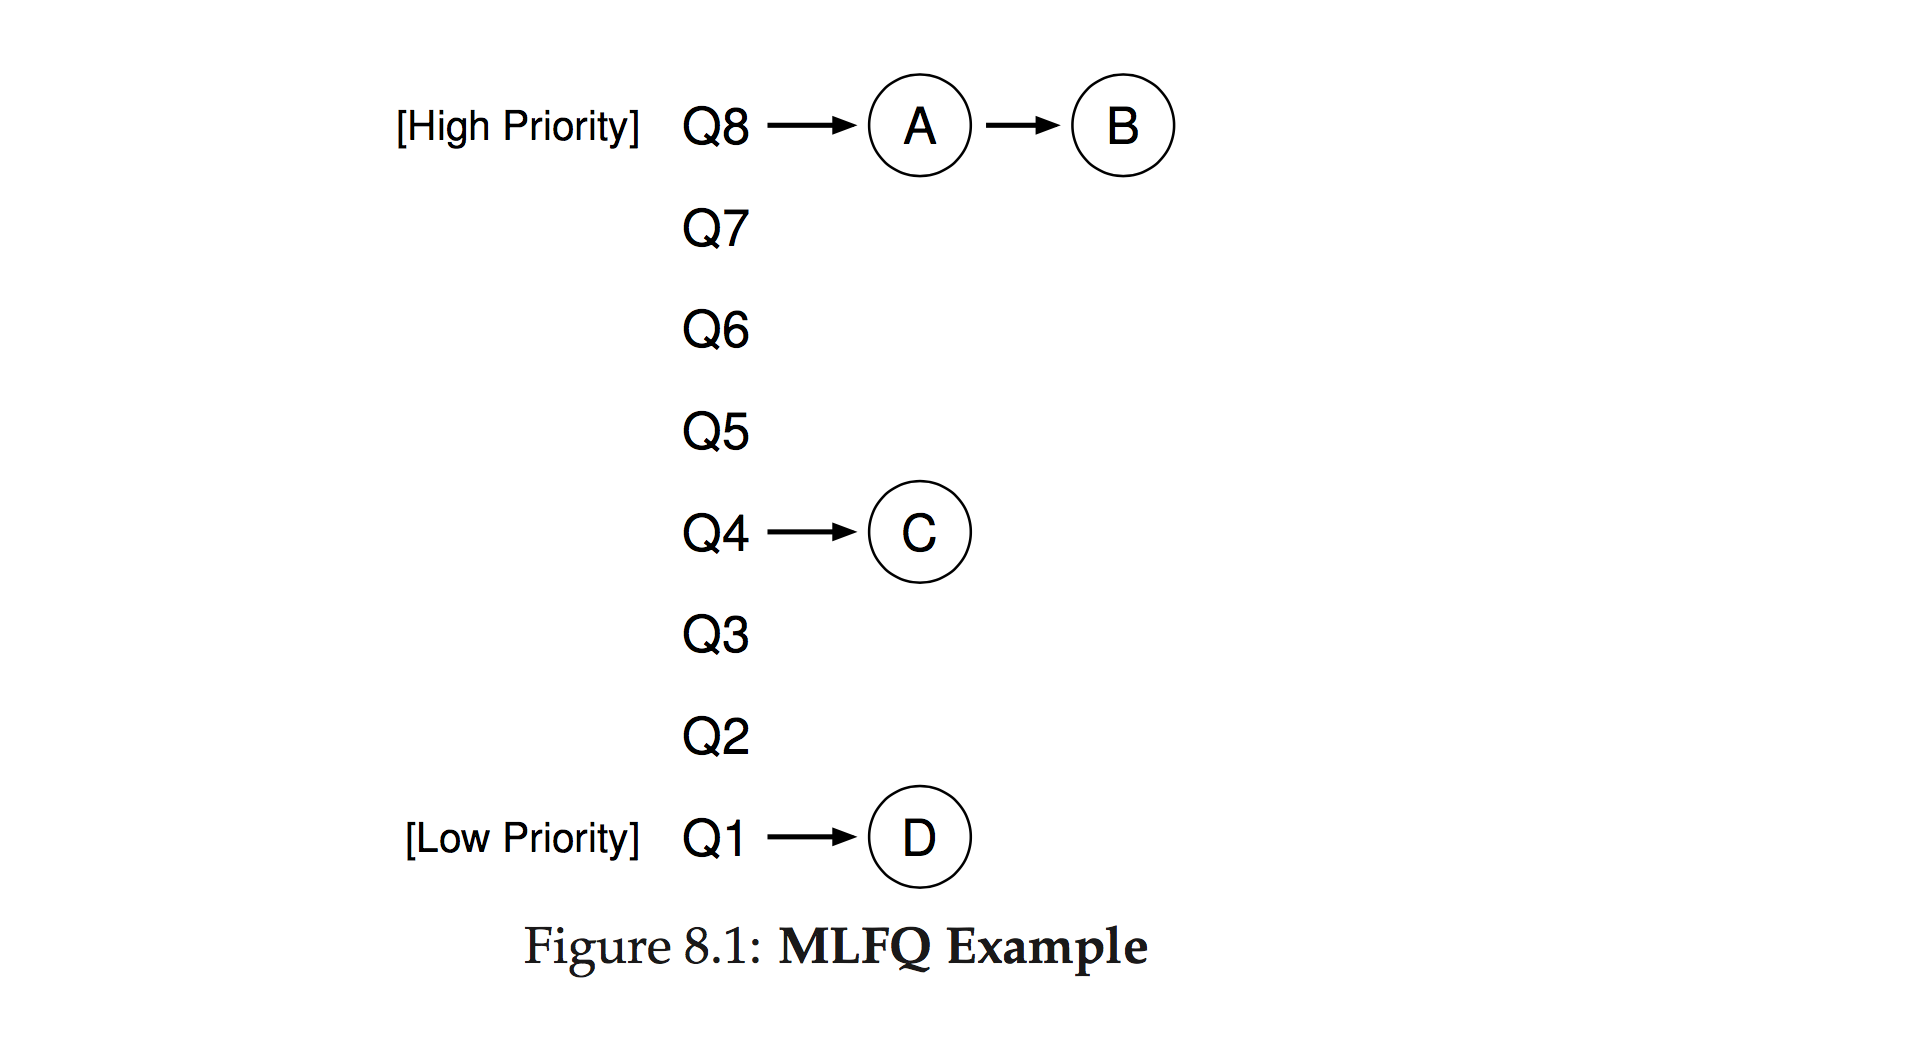 [High Priority] Q8 A B
Q7
Q6
Q5
Q4 C
Q3
Q2
[Low Priority] Q1 D
Figure 8.1: MLFQ Example